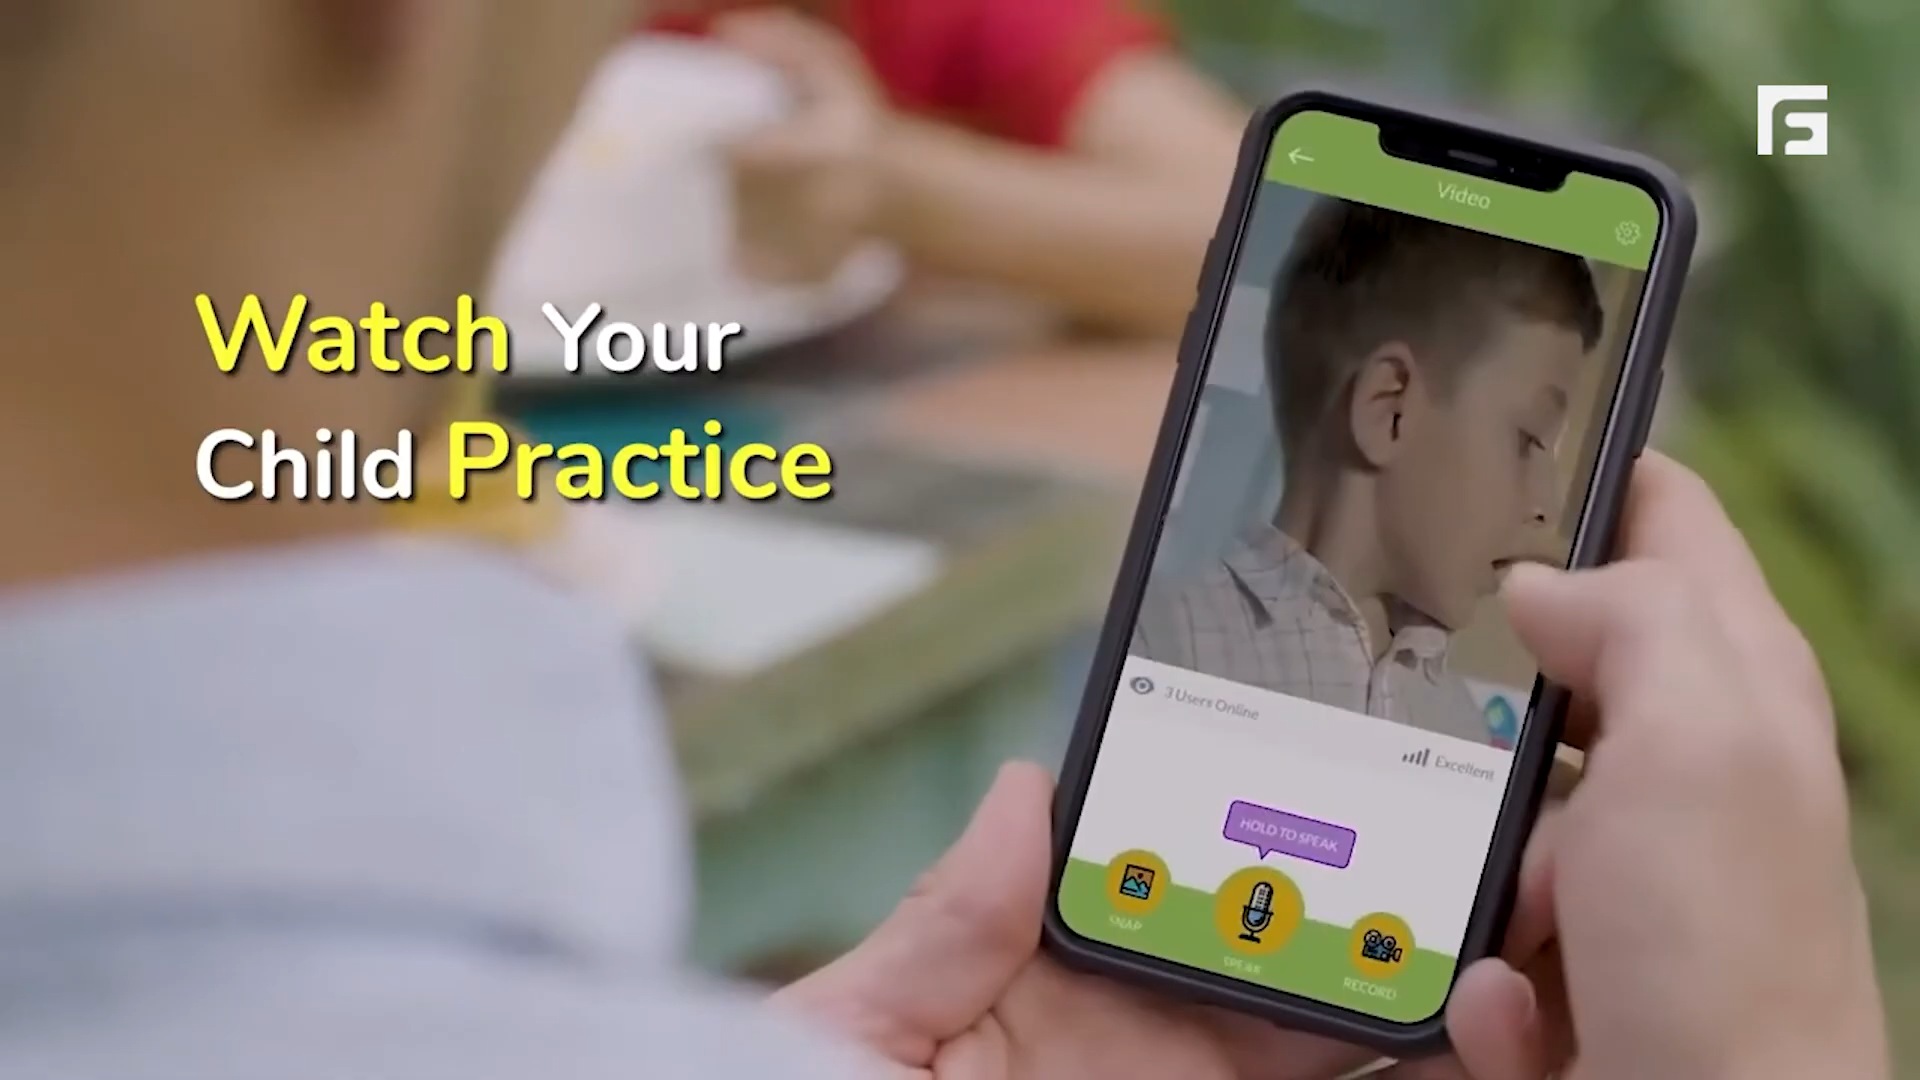 Watch Your
Child Practice
Video
3 Users Online
Excellent
HOLD TO SPEAK
SNAP
SPEAK
RECORD